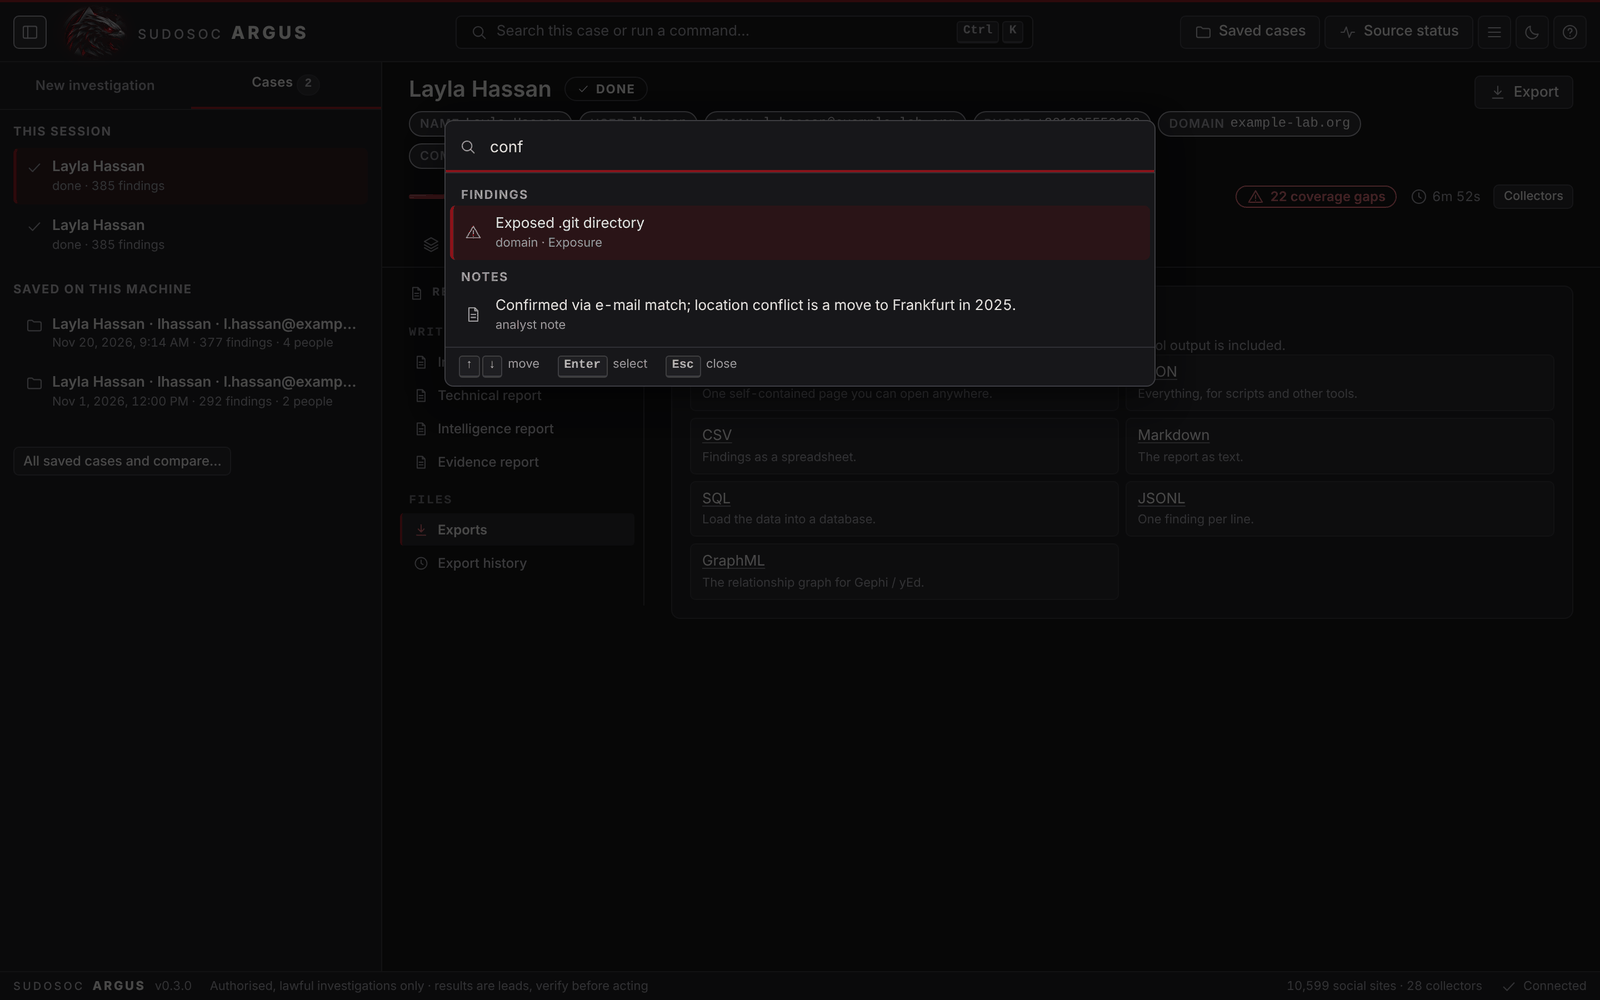 SUDOSOC ARGUS
Search this case or run a command... Ctrl K
Saved cases
Source status
New investigation
Cases 2
THIS SESSION
Layla Hassan
done · 385 findings
Layla Hassan
done · 385 findings
SAVED ON THIS MACHINE
Layla Hassan · lhassan · l.hassan@examp...
Nov 20, 2026, 9:14 AM · 377 findings · 4 people
Layla Hassan · lhassan · l.hassan@examp...
Nov 1, 2026, 12:00 PM · 292 findings · 2 people
All saved cases and compare...
Layla Hassan
DONE
Export
DOMAIN example-lab.org
22 coverage gaps
6m 52s
Collectors
conf
FINDINGS
Exposed .git directory
domain · Exposure
NOTES
Confirmed via e-mail match; location conflict is a move to Frankfurt in 2025.
analyst note
↑ ↓ move Enter select Esc close
Technical report
Intelligence report
Evidence report
FILES
Exports
Export history
output is included.
One self-contained page you can open anywhere.
Everything, for scripts and other tools.
CSV
Findings as a spreadsheet.
Markdown
The report as text.
SQL
Load the data into a database.
JSONL
One finding per line.
GraphML
The relationship graph for Gephi / yEd.
SUDOSOC ARGUS v0.3.0 Authorised, lawful investigations only · results are leads, verify before acting
10,599 social sites · 28 collectors
Connected